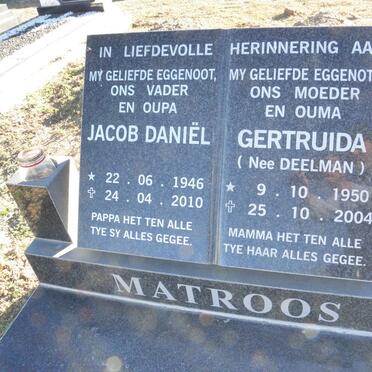 IN LIEFDEVOLLE HERINNERING AA
MY GELIEFDE EGGENOOT,
ONS VADER
EN OUPA
JACOB DANIËL
22 . 06 . 1946
24 . 04 . 2010
PAPPA HET TEN ALLE
TYE SY ALLES GEGEE.
MY GELIEFDE EGGENOT
ONS MOEDER
EN OUMA
GERTRUIDA
( Nee DEELMAN )
9 . 10 . 1950
25 . 10 . 2004
MAMMA HET TEN ALLE
TYE HAAR ALLES GEGEE.
MATROOS